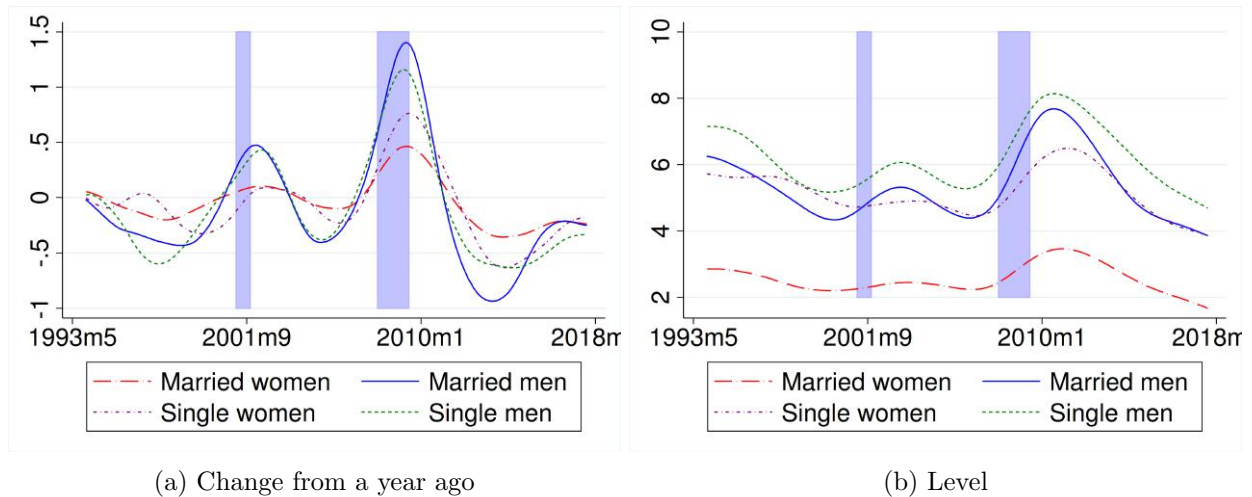 1.5
1
.5
0
-.5
-1
1993m5 2001m9 2010m1 2018m
Married women Married men
Single women Single men
(a) Change from a year ago
10
8
6
4
2
1993m5 2001m9 2010m1 2018m
Married women Married men
Single women Single men
(b) Level